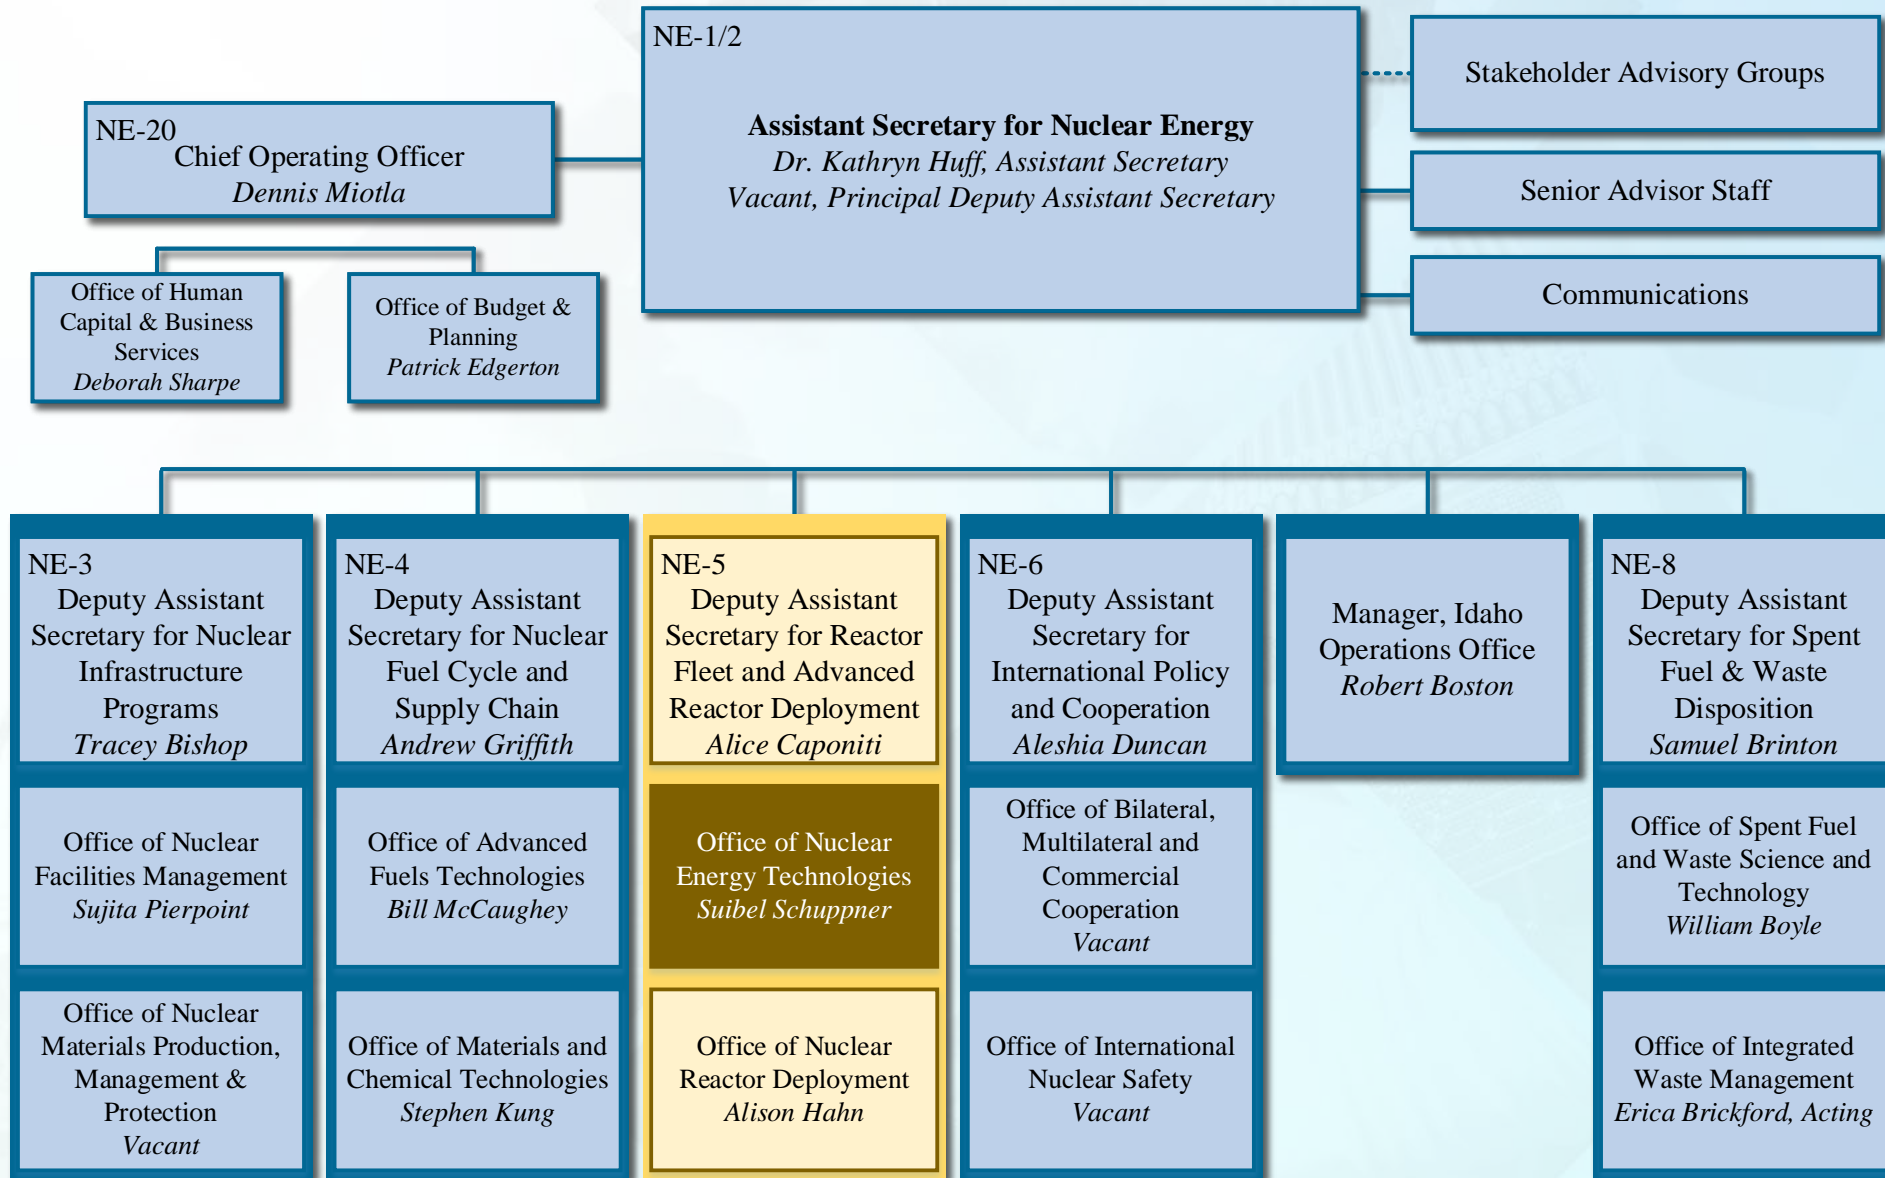 NE-1/2
Assistant Secretary for Nuclear Energy
Dr. Kathryn Huff, Assistant Secretary
Vacant, Principal Deputy Assistant Secretary
Stakeholder Advisory Groups
Senior Advisor Staff
Communications
NE-20
Chief Operating Officer
Dennis Miotla
Office of Human
Capital & Business
Services
Deborah Sharpe
Office of Budget &
Planning
Patrick Edgerton
NE-3
Deputy Assistant
Secretary for Nuclear
Infrastructure
Programs
Tracey Bishop
Office of Nuclear
Facilities Management
Sujita Pierpoint
Office of Nuclear
Materials Production,
Management &
Protection
Vacant
NE-4
Deputy Assistant
Secretary for Nuclear
Fuel Cycle and
Supply Chain
Andrew Griffith
Office of Advanced
Fuels Technologies
Bill McCaughey
Office of Materials and
Chemical Technologies
Stephen Kung
NE-5
Deputy Assistant
Secretary for Reactor
Fleet and Advanced
Reactor Deployment
Alice Caponiti
Office of Nuclear
Energy Technologies
Suibel Schuppner
Office of Nuclear
Reactor Deployment
Alison Hahn
NE-6
Deputy Assistant
Secretary for
International Policy
and Cooperation
Aleshia Duncan
Office of Bilateral,
Multilateral and
Commercial
Cooperation
Vacant
Office of International
Nuclear Safety
Vacant
Manager, Idaho
Operations Office
Robert Boston
NE-8
Deputy Assistant
Secretary for Spent
Fuel & Waste
Disposition
Samuel Brinton
Office of Spent Fuel
and Waste Science and
Technology
William Boyle
Office of Integrated
Waste Management
Erica Brickford, Acting